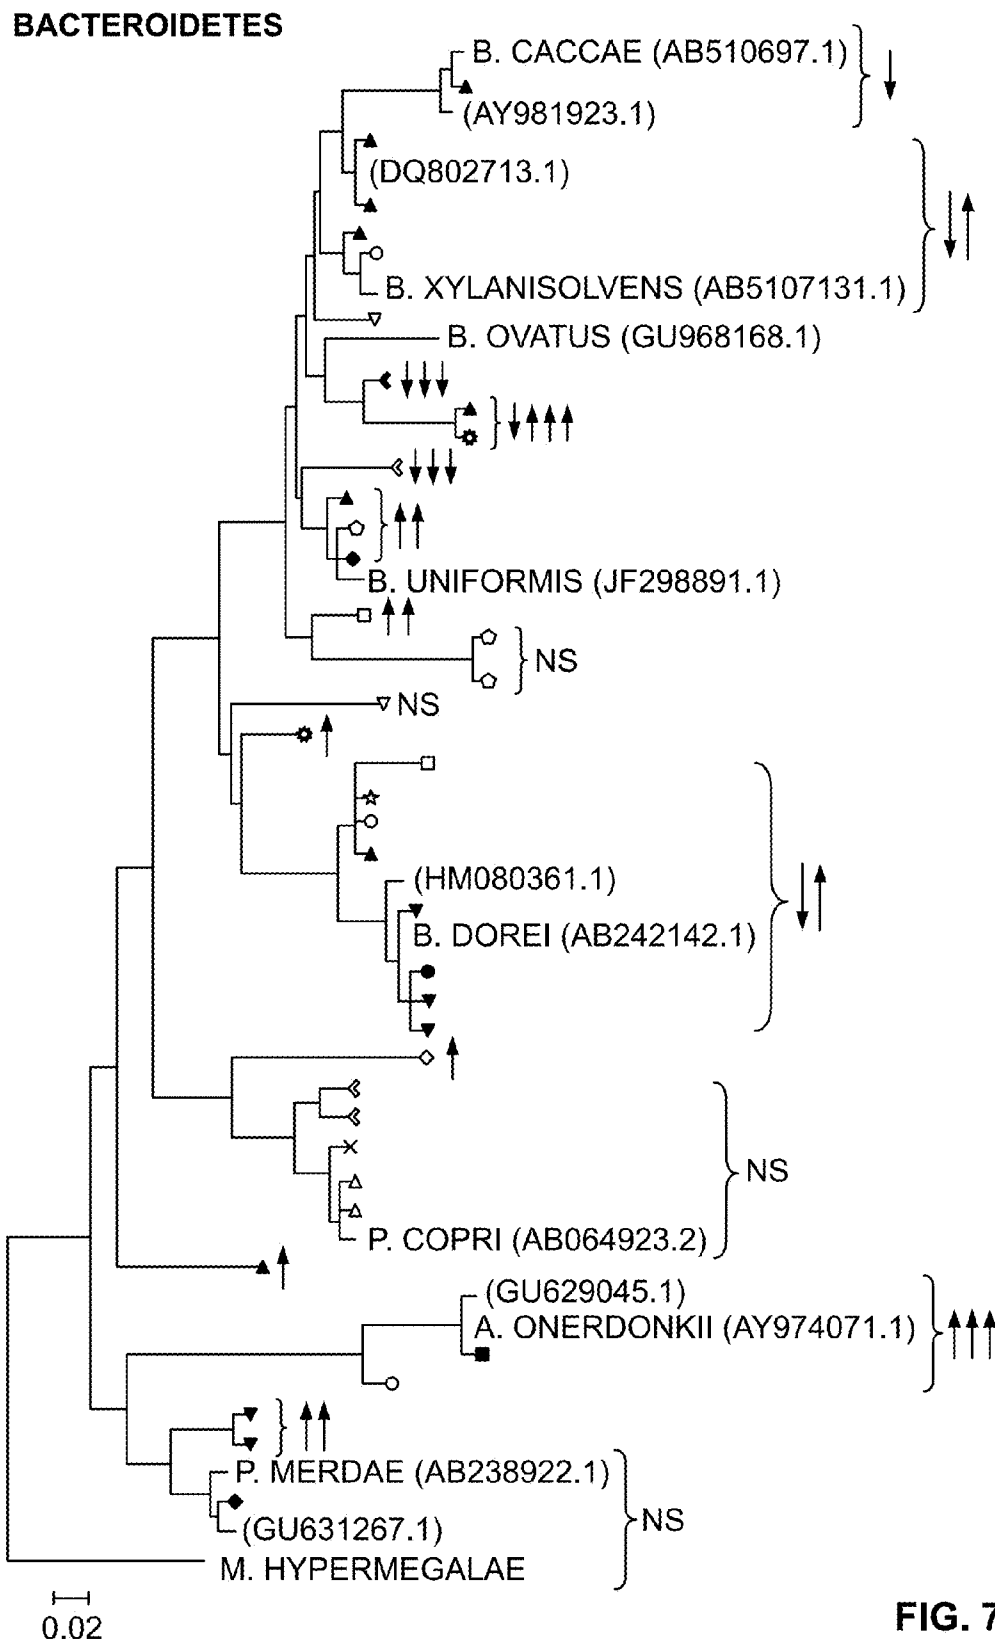 BACTEROIDETES
B. CACCAE (AB510697.1)
(AY981923.1)
(DQ802713.1)
B. XYLANISOLVENS (AB5107131.1)
B. OVATUS (GU968168.1)
B. UNIFORMIS (JF298891.1)
NS
NS
(HM080361.1)
B. DOREI (AB242142.1)
NS
P. COPRI (AB064923.2)
(GU629045.1)
A. ONERDONKII (AY974071.1)
P. MERDAE (AB238922.1)
NS
(GU631267.1)
M. HYPERMEGALAE
0.02
FIG. 7